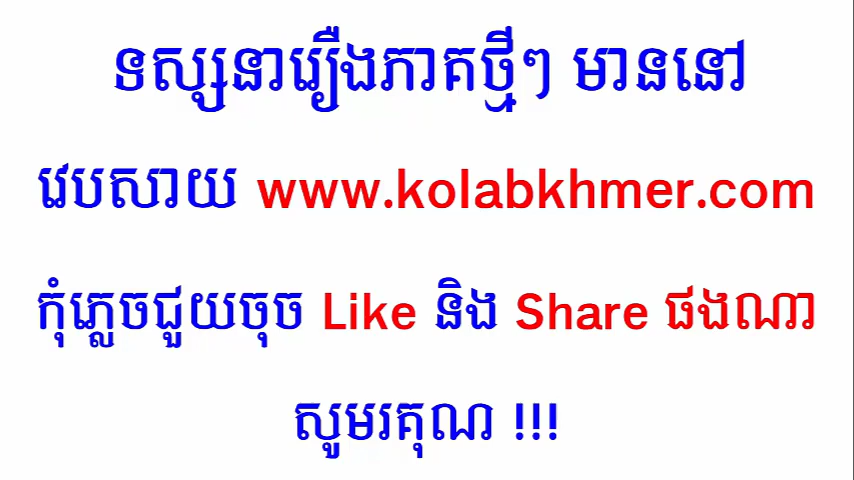 ទស្សនារឿងភាគថ្មីៗ មាននៅ
វេបសាយ www.kolabkhmer.com
កុំភ្លេចជួយចុច Like និង Share ផងណា
សូមរគុណ !!!